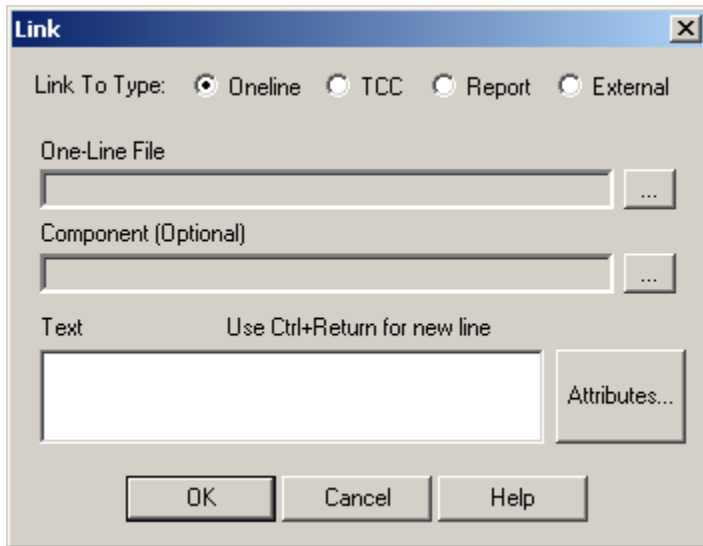 Link
Link To Type: Oneline TCC Report External
One-Line File
...
Component (Optional)
...
Text Use Ctrl+Return for new line
Attributes...
OK Cancel Help